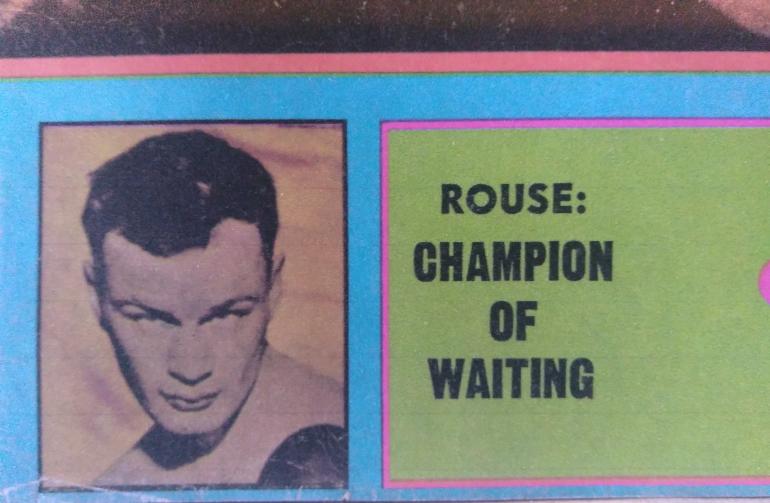 ROUSE:
CHAMPION
OF
WAITING